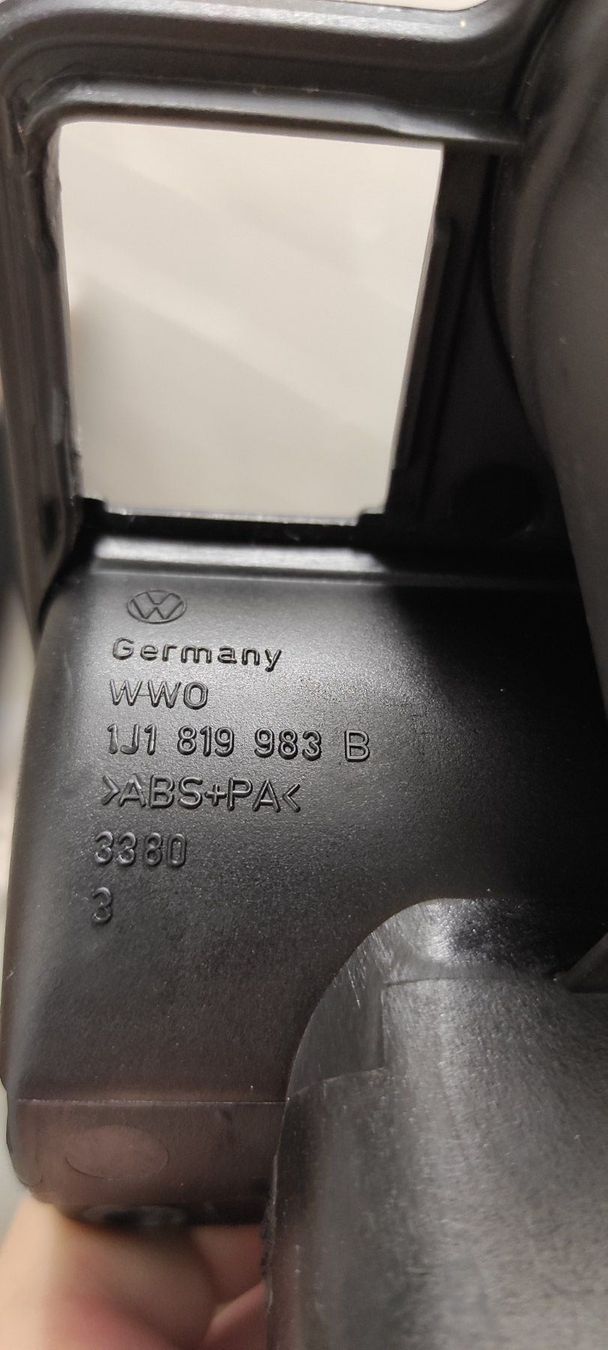 Germany
WWO
1J1 819 983 B
>ABS+PA<
3380
3